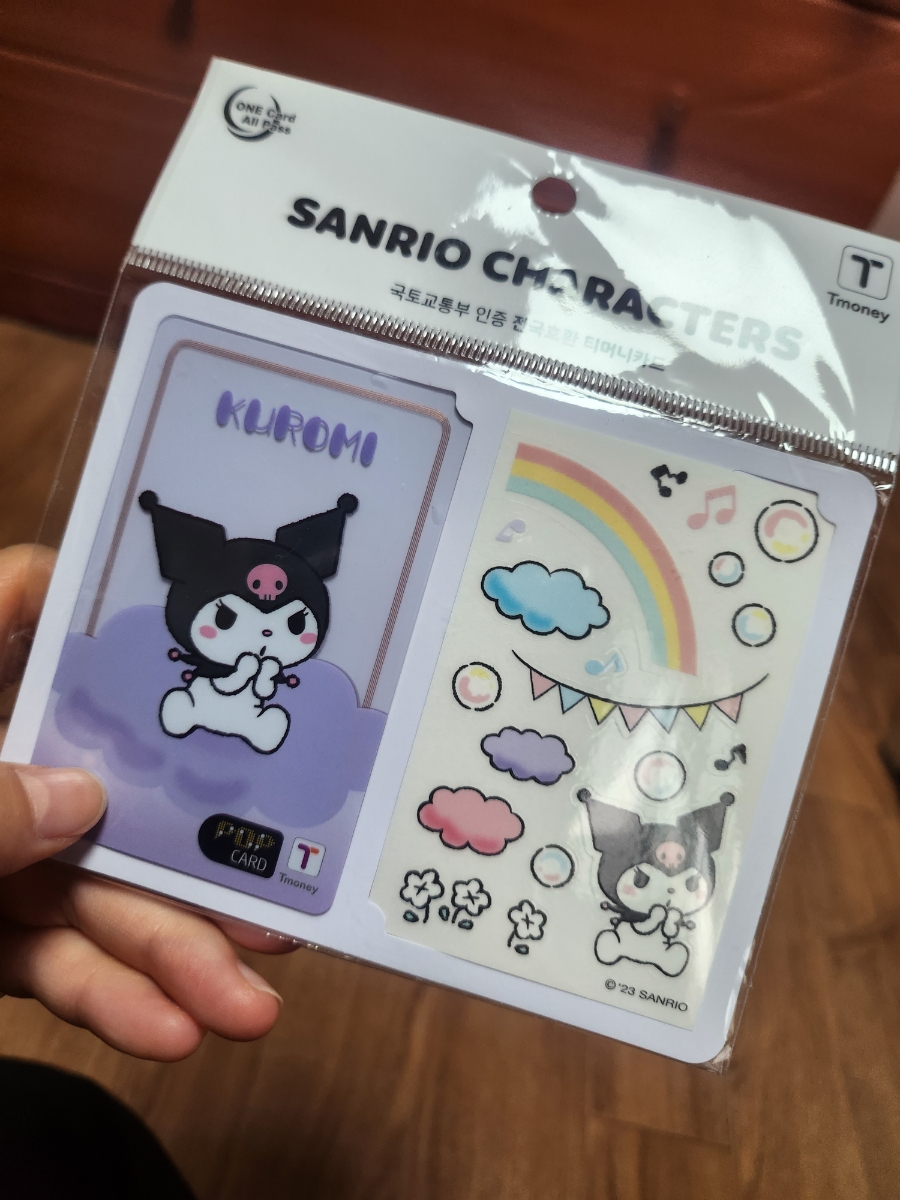 ONE Card
All Pass
SANRIO CHARACTERS
Tmoney
국토교통부 인증 전국호환 티머니카드
KUROMI
POP
CARD
Tmoney
© '23 SANRIO